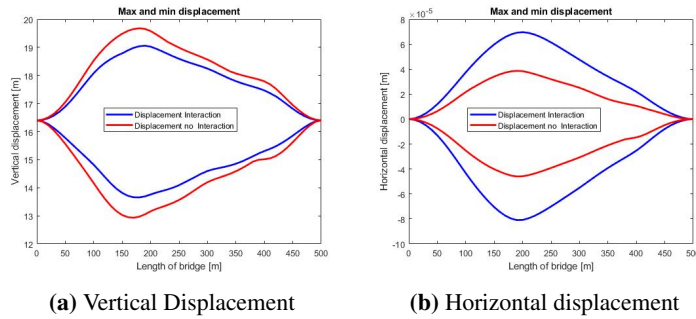 Max and min displacement
20
19
18
17
16
15
14
13
12
Vertical displacement [m]
Displacement Interaction
Displacement no Interaction
0 50 100 150 200 250 300 350 400 450 500
Length of bridge [m]
(a) Vertical Displacement
Max and min displacement
×10⁻⁵
8
6
4
2
0
-2
-4
-6
-8
-10
Horizontal displacement [m]
Displacement Interaction
Displacement no Interaction
0 50 100 150 200 250 300 350 400 450 500
Length of bridge [m]
(b) Horizontal displacement